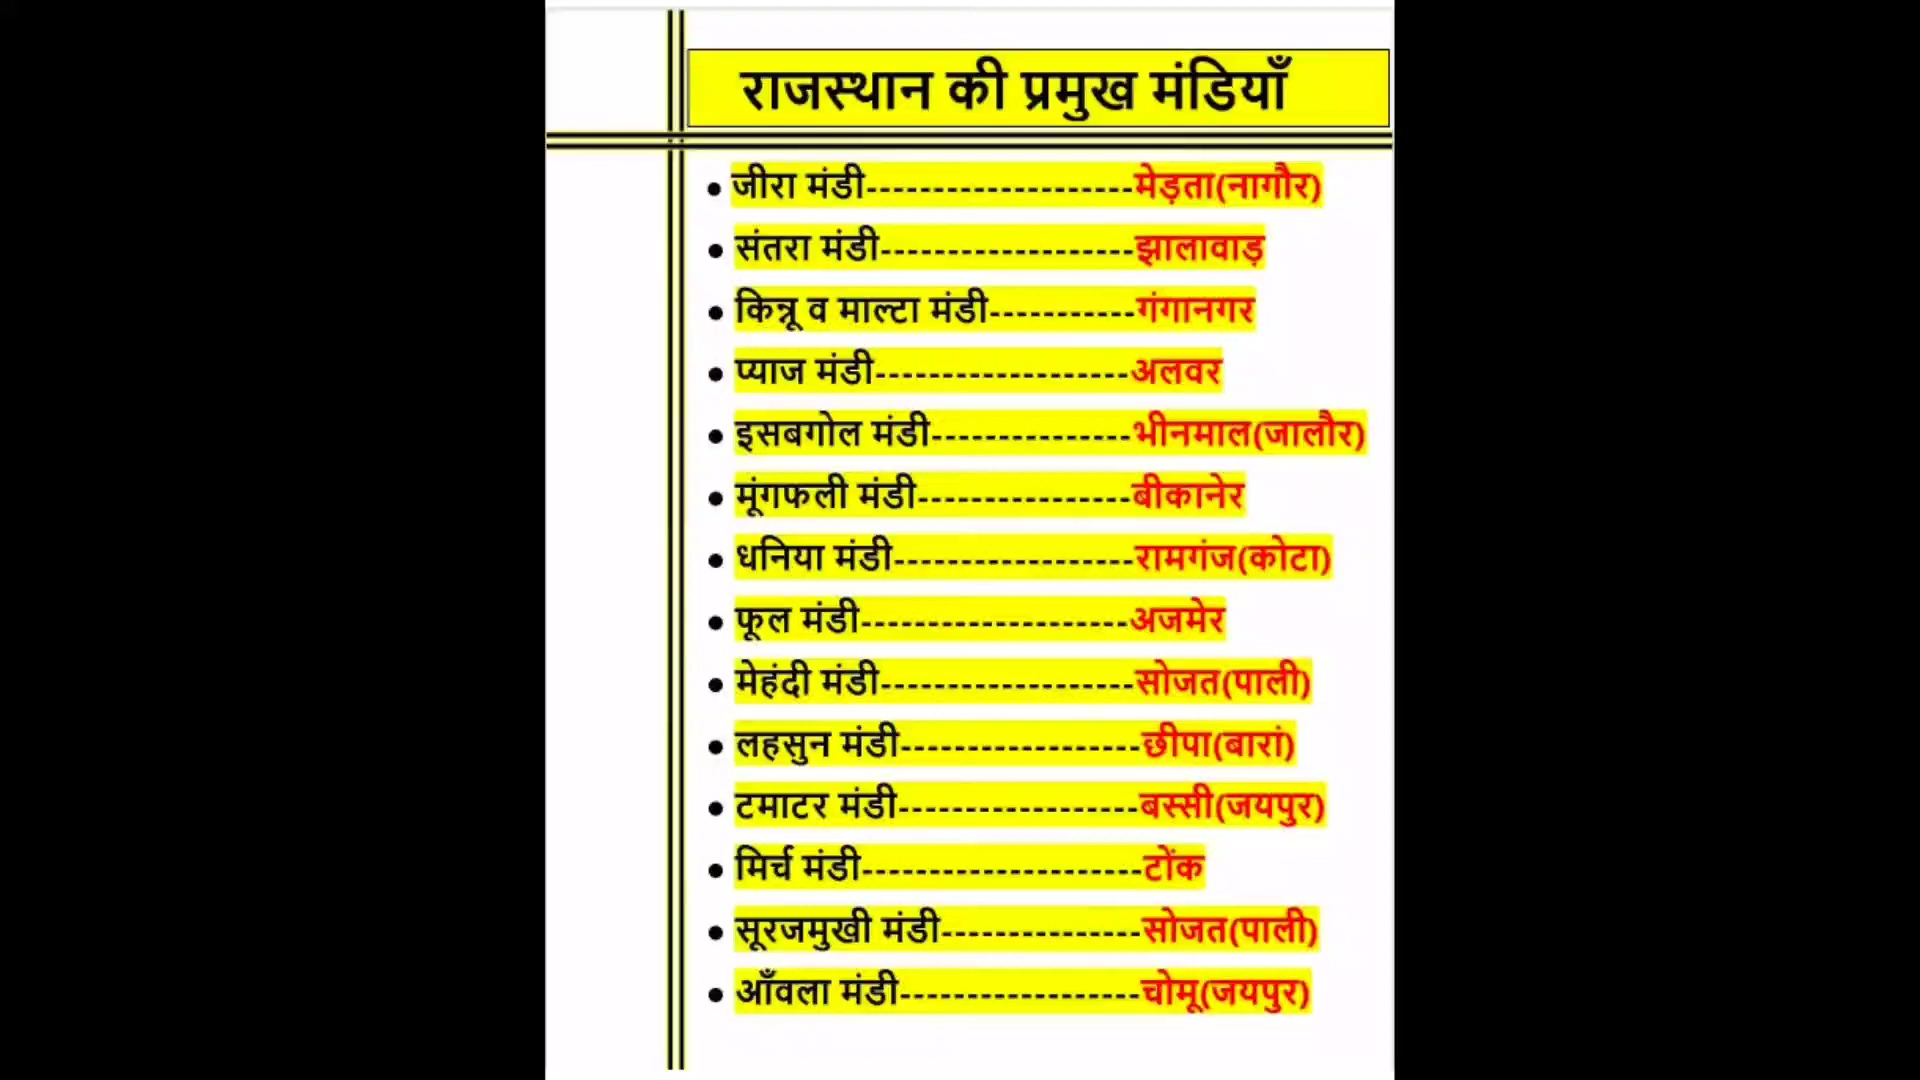 राजस्थान की प्रमुख मंडियाँ
• जीरा मंडी--------------------मेड़ता(नागौर)
• संतरा मंडी-------------------झालावाड़
• किन्नू व माल्टा मंडी-----------गंगानगर
• प्याज मंडी-------------------अलवर
• इसबगोल मंडी---------------भीनमाल(जालौर)
• मूंगफली मंडी----------------बीकानेर
• धनिया मंडी------------------रामगंज(कोटा)
• फूल मंडी--------------------अजमेर
• मेहंदी मंडी-------------------सोजत(पाली)
• लहसुन मंडी------------------छीपा(बारां)
• टमाटर मंडी------------------बस्सी(जयपुर)
• मिर्च मंडी---------------------टोंक
• सूरजमुखी मंडी---------------सोजत(पाली)
• आँवला मंडी------------------चोमू(जयपुर)